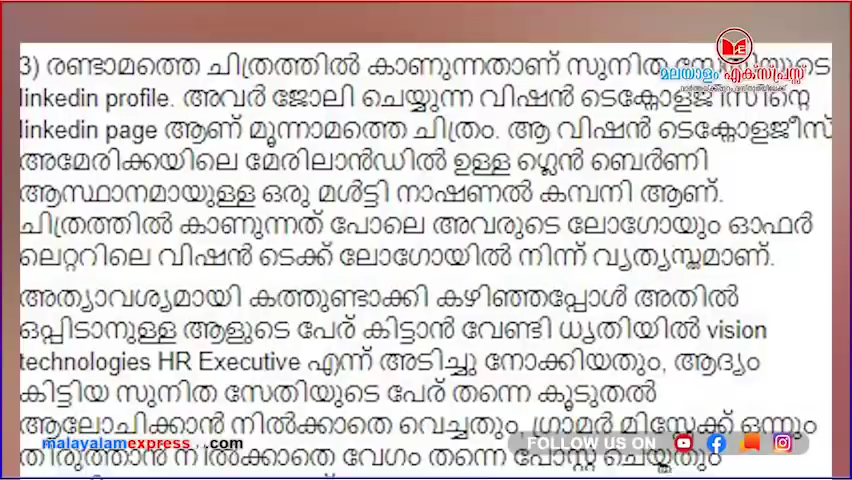 മലയാളം എക്സ്പ്രസ്സ്
3) രണ്ടാമത്തെ ചിത്രത്തിൽ കാണുന്നതാണ് സുനിത
linkedin profile. അവർ ജോലി ചെയ്യുന്ന വിഷൻ ടെക്നോളജീസിന്റെ
linkedin page ആണ് മൂന്നാമത്തെ ചിത്രം. ആ വിഷൻ ടെക്നോളജീസ്
അമേരിക്കയിലെ മേരിലാൻഡിൽ ഉള്ള ഗ്ലെൻ ബെർണി
ആസ്ഥാനമായുള്ള ഒരു മൾട്ടി നാഷണൽ കമ്പനി ആണ്.
ചിത്രത്തിൽ കാണുന്നത് പോലെ അവരുടെ ലോഗോയും ഓഫർ
ലെറ്ററിലെ വിഷൻ ടെക്ക് ലോഗോയിൽ നിന്ന് വ്യത്യസ്തമാണ്.
അത്യാവശ്യമായി കത്തുണ്ടാക്കി കഴിഞ്ഞപ്പോൾ അതിൽ
ഒപ്പിടാനുള്ള ആളുടെ പേര് കിട്ടാൻ വേണ്ടി ധൃതിയിൽ vision
technologies HR Executive എന്ന് അടിച്ചു നോക്കിയതും, ആദ്യം
കിട്ടിയ സുനിത സേതിയുടെ പേര് തന്നെ കൂടുതൽ
ആലോചിക്കാൻ നിൽക്കാതെ വെച്ചതും, ഗ്രാമർ മിസ്റ്റേക്ക് ഒന്നും
തിരുത്താൻ നിൽക്കാതെ വേഗം തന്നെ പോസ്റ്റ് ചെയ്തതും
malayalamexpress .com
FOLLOW US ON